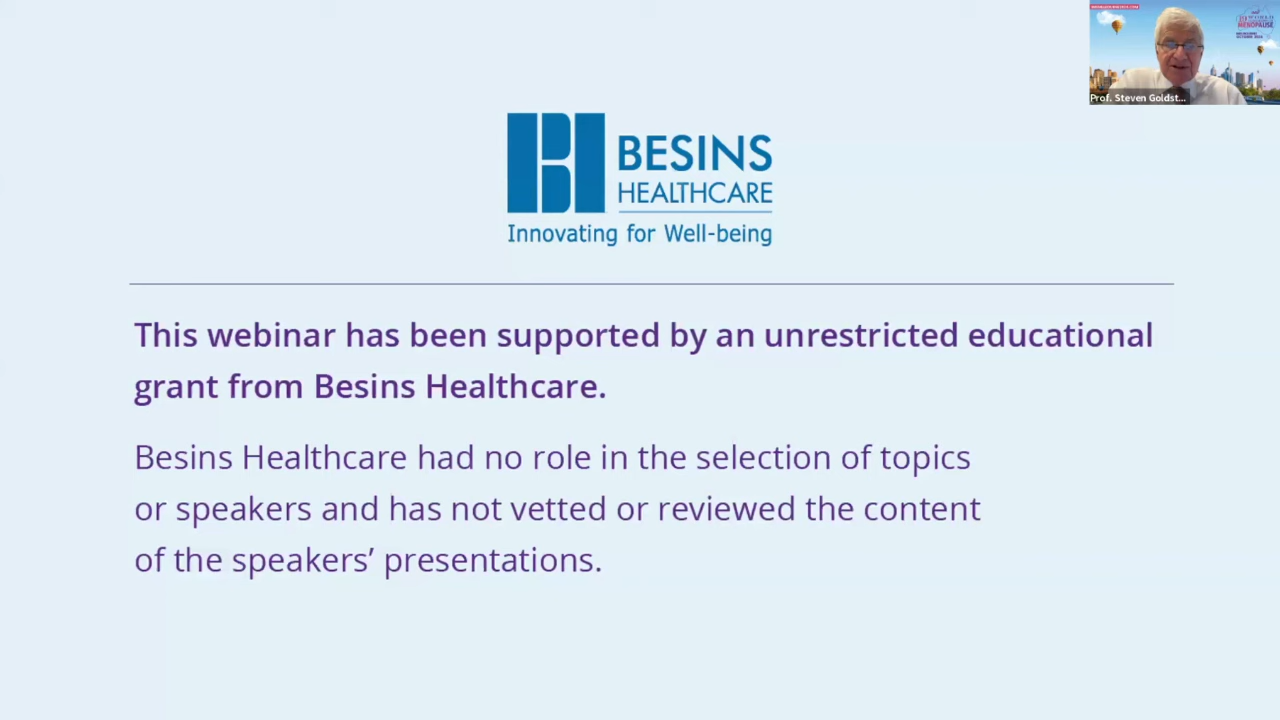 BESINS
HEALTHCARE
Innovating for Well-being
This webinar has been supported by an unrestricted educational
grant from Besins Healthcare.
Besins Healthcare had no role in the selection of topics
or speakers and has not vetted or reviewed the content
of the speakers’ presentations.
Prof. Steven Goldst...
MENOPAUSE